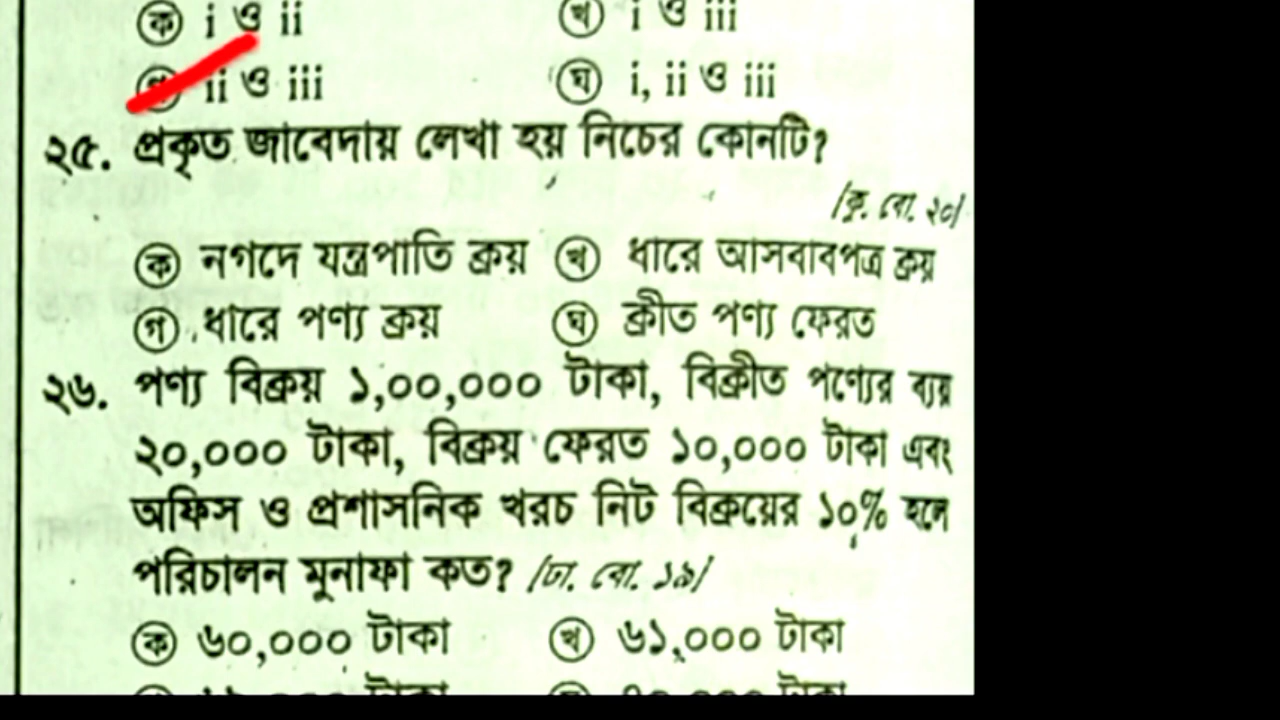 ক i ও ii খ i ও iii
ii ও iii ঘ i, ii ও iii
২৫. প্রকৃত জাবেদায় লেখা হয় নিচের কোনটি?
/কু. বো. ২০/
ক নগদে যন্ত্রপাতি ক্রয় খ ধারে আসবাবপত্র ক্রয়
গ ধারে পণ্য ক্রয় ঘ ক্রীত পণ্য ফেরত
২৬. পণ্য বিক্রয় ১,০০,০০০ টাকা, বিক্রীত পণ্যের ব্যয়
২০,০০০ টাকা, বিক্রয় ফেরত ১০,০০০ টাকা এবং
অফিস ও প্রশাসনিক খরচ নিট বিক্রয়ের ১০% হলে
পরিচালন মুনাফা কত? /ঢা. বো. ১৯/
ক ৬০,০০০ টাকা খ ৬১,০০০ টাকা
টাকা টাকা